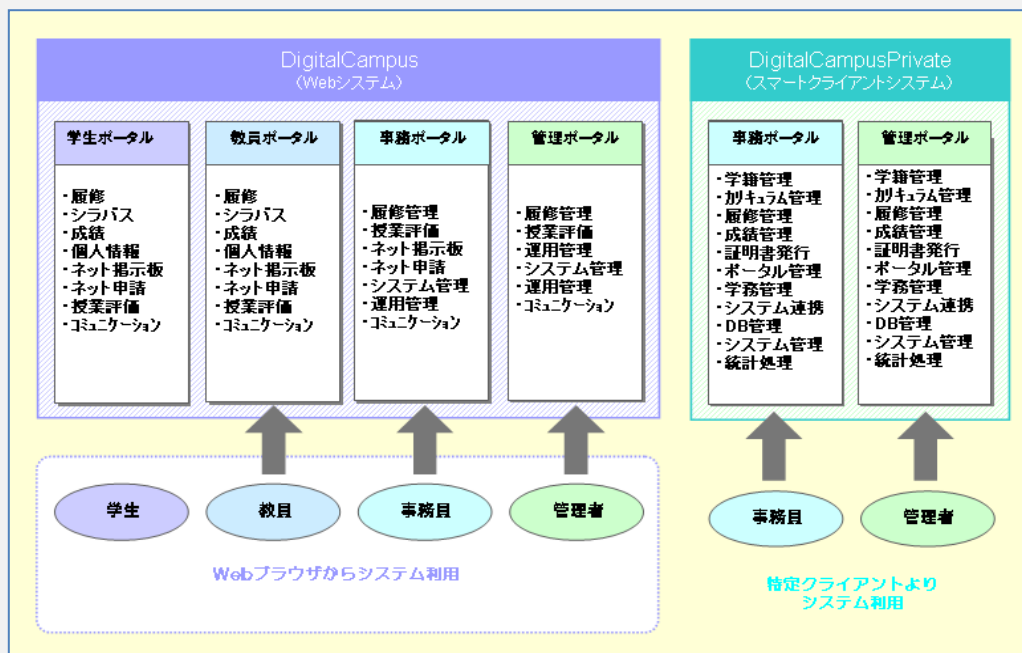 DigitalCampus
（Webシステム）
学生ポータル
・履修
・シラバス
・成績
・個人情報
・ネット掲示板
・ネット申請
・授業評価
・ｺﾐｭﾆｹｰｼｮﾝ
教員ポータル
・履修
・シラバス
・成績
・個人情報
・ネット掲示板
・ネット申請
・授業評価
・ｺﾐｭﾆｹｰｼｮﾝ
事務ポータル
・履修管理
・授業評価
・ネット掲示板
・ネット申請
・システム管理
・運用管理
・ｺﾐｭﾆｹｰｼｮﾝ
管理ポータル
・履修管理
・授業評価
・運用管理
・システム管理
・運用管理
・ｺﾐｭﾆｹｰｼｮﾝ
学生
教員
事務員
管理者
Webブラウザからシステム利用
DigitalCampusPrivate
（スマートクライアントシステム）
事務ポータル
・学籍管理
・ｶﾘｷｭﾗﾑ管理
・履修管理
・成績管理
・証明書発行
・ポータル管理
・学務管理
・システム連携
・DB管理
・システム管理
・統計処理
管理ポータル
・学籍管理
・ｶﾘｷｭﾗﾑ管理
・履修管理
・成績管理
・証明書発行
・ポータル管理
・学務管理
・システム連携
・DB管理
・システム管理
・統計処理
事務員
管理者
特定クライアントより
システム利用